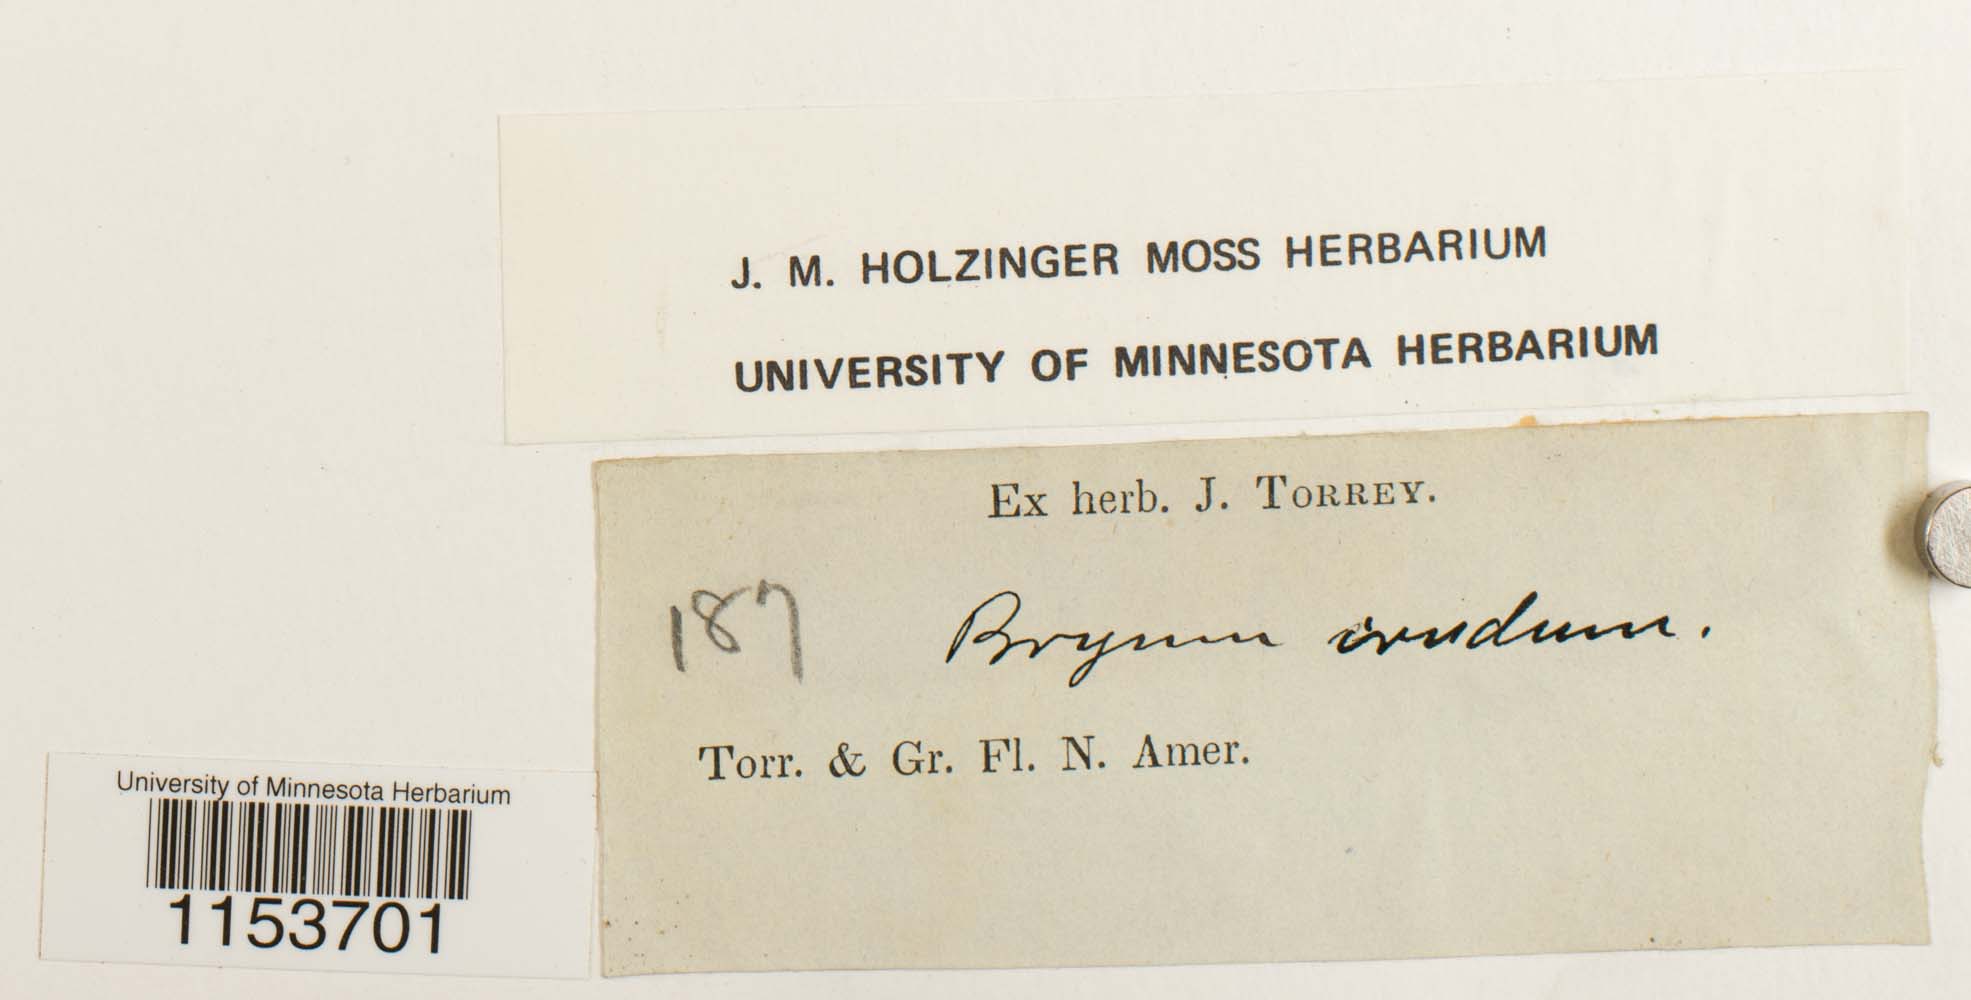 J. M. HOLZINGER MOSS HERBARIUM
UNIVERSITY OF MINNESOTA HERBARIUM
Ex herb. J. TORREY.
187 Bryum crudum.
Torr. & Gr. Fl. N. Amer.
University of Minnesota Herbarium
1153701